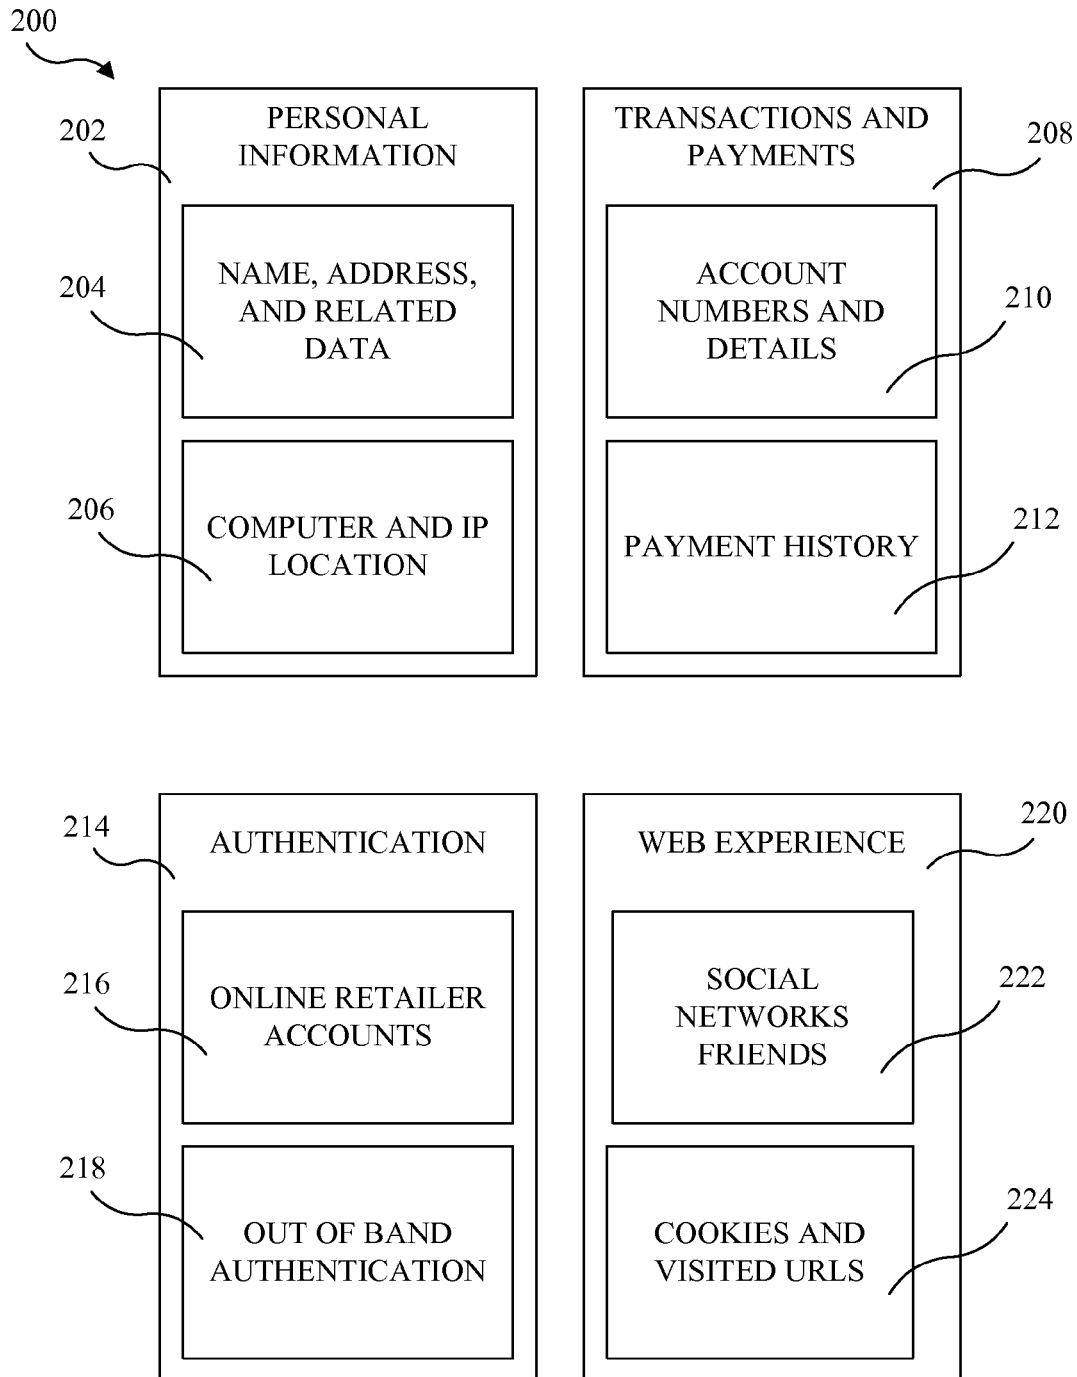 200
202
PERSONAL
INFORMATION
204
NAME, ADDRESS,
AND RELATED
DATA
206
COMPUTER AND IP
LOCATION
TRANSACTIONS AND
PAYMENTS
208
ACCOUNT
NUMBERS AND
DETAILS
210
PAYMENT HISTORY
212
214
AUTHENTICATION
216
ONLINE RETAILER
ACCOUNTS
218
OUT OF BAND
AUTHENTICATION
WEB EXPERIENCE
220
SOCIAL
NETWORKS
FRIENDS
222
COOKIES AND
VISITED URLS
224